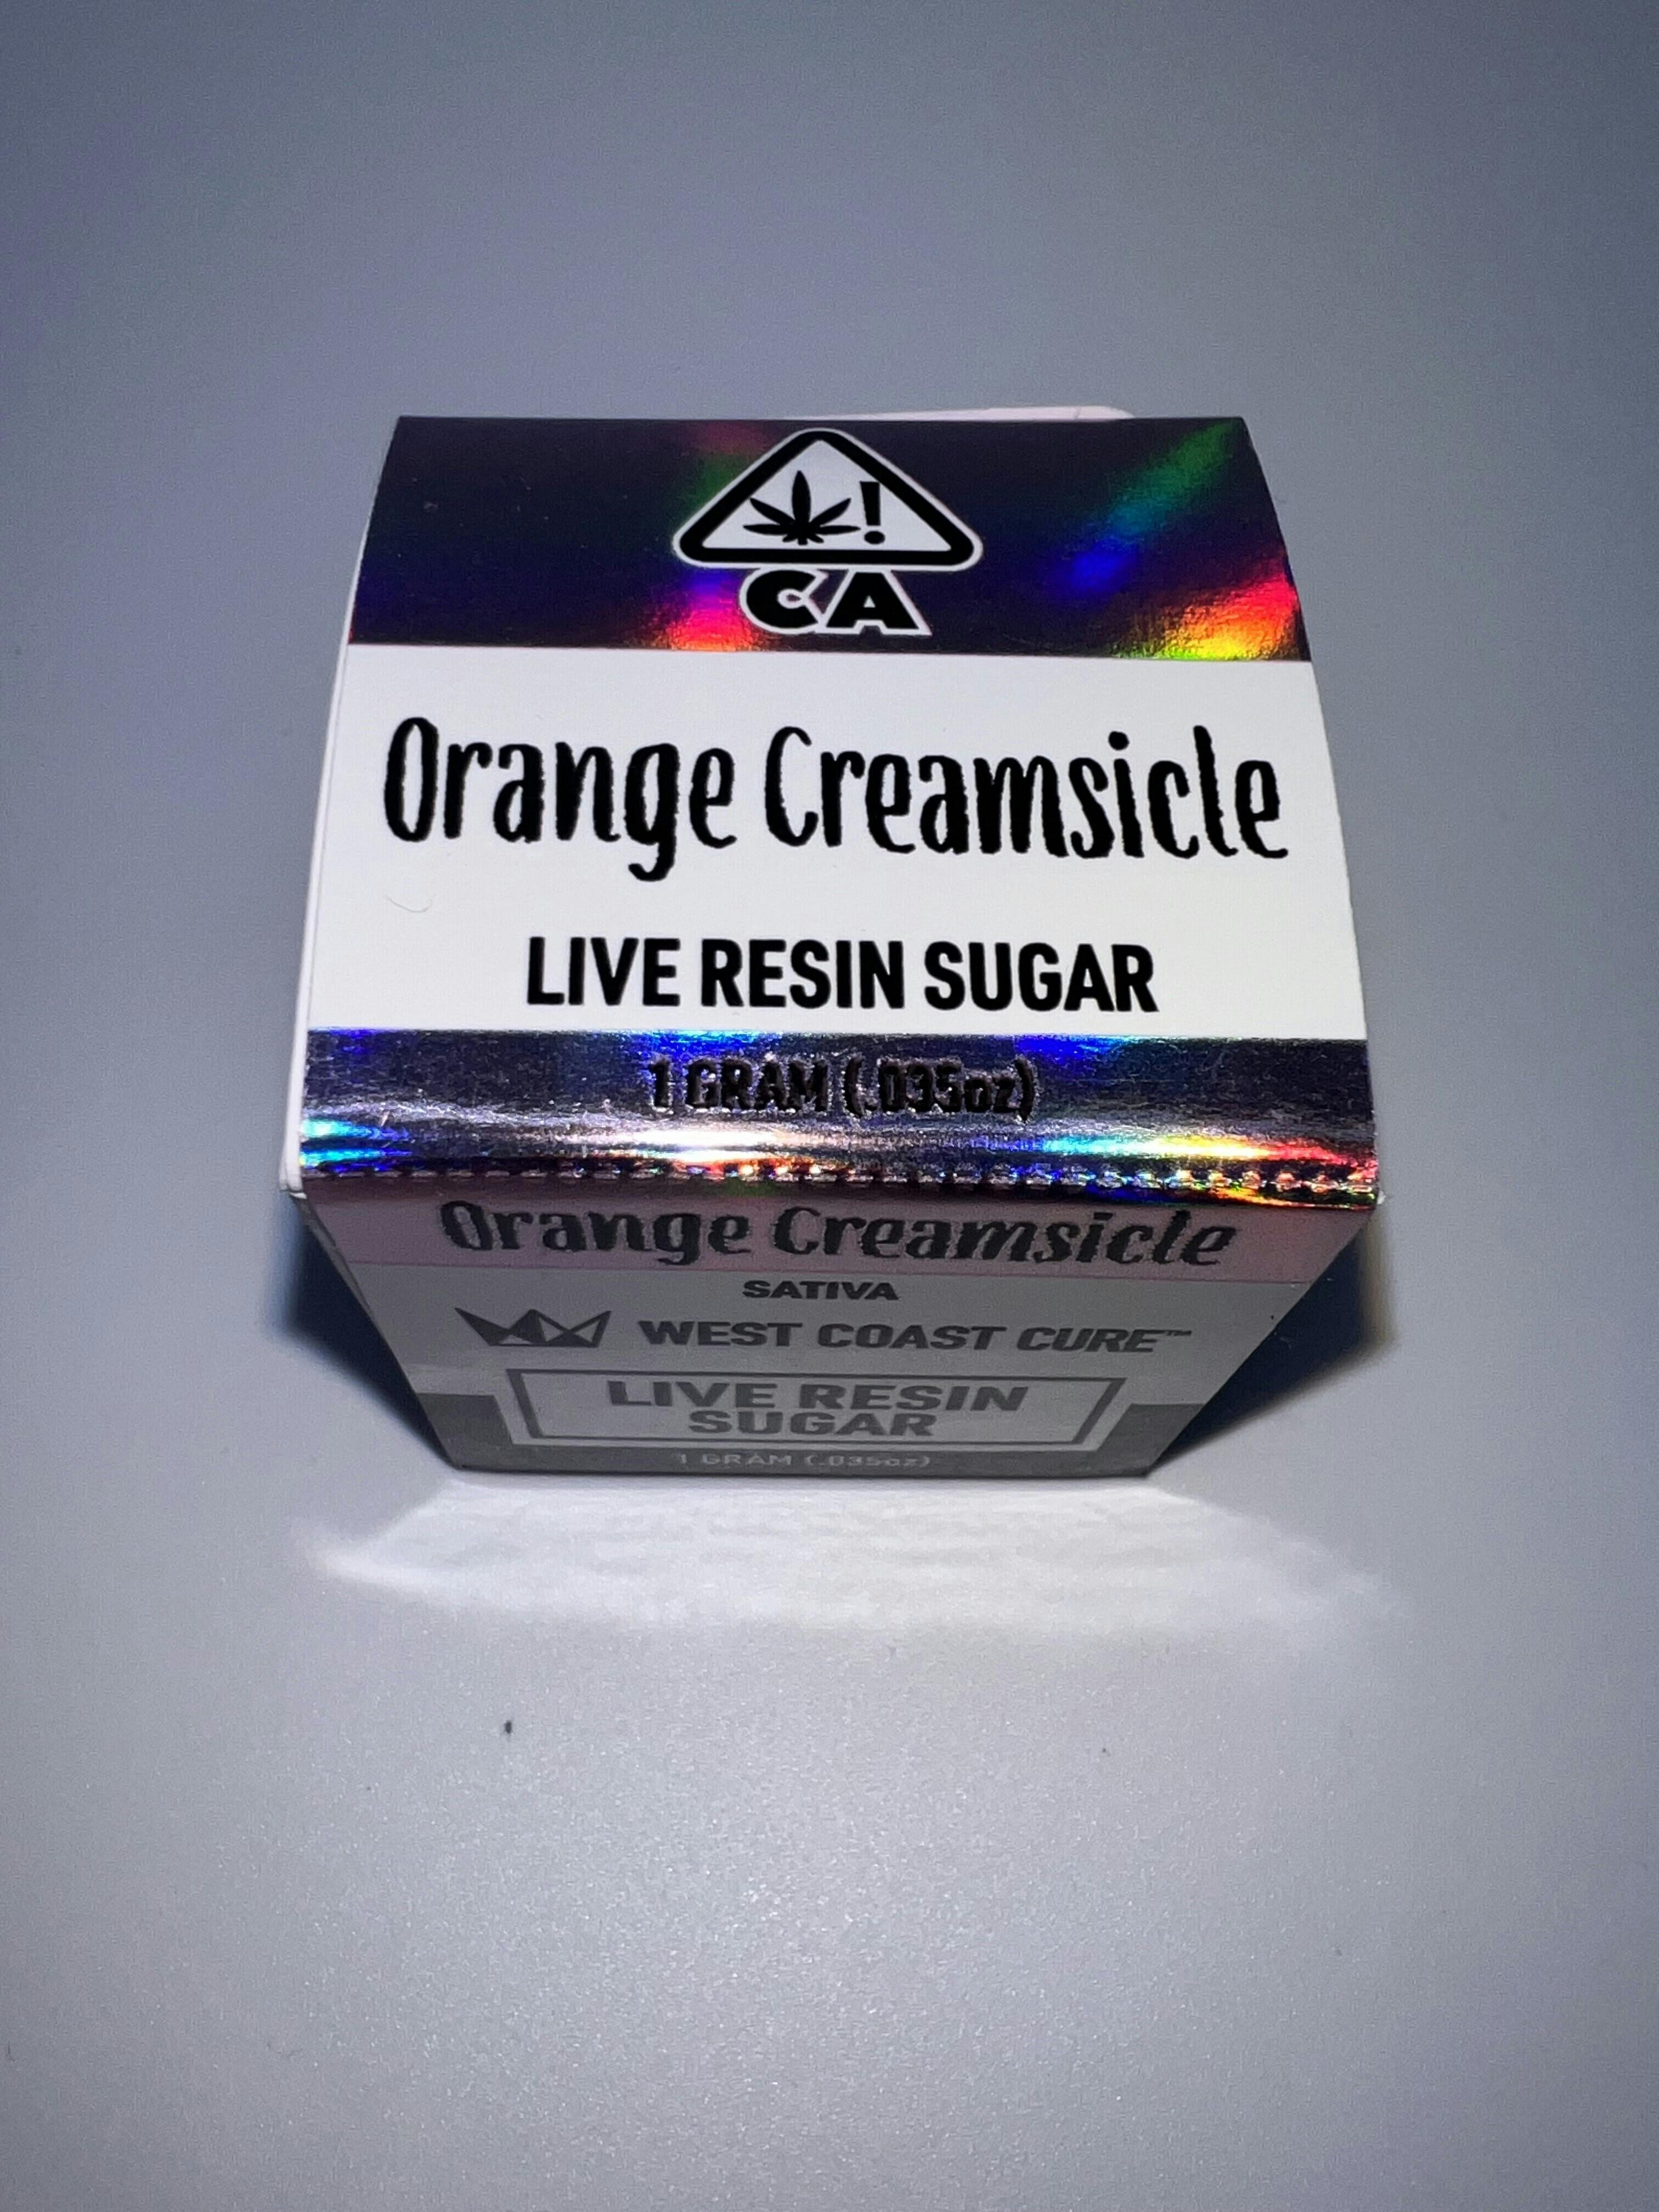 !
CA
Orange Creamsicle
LIVE RESIN SUGAR
1 GRAM (.035oz)
Orange Creamsicle
SATIVA
WEST COAST CURE™
LIVE RESIN
SUGAR
1 GRAM (.035oz)